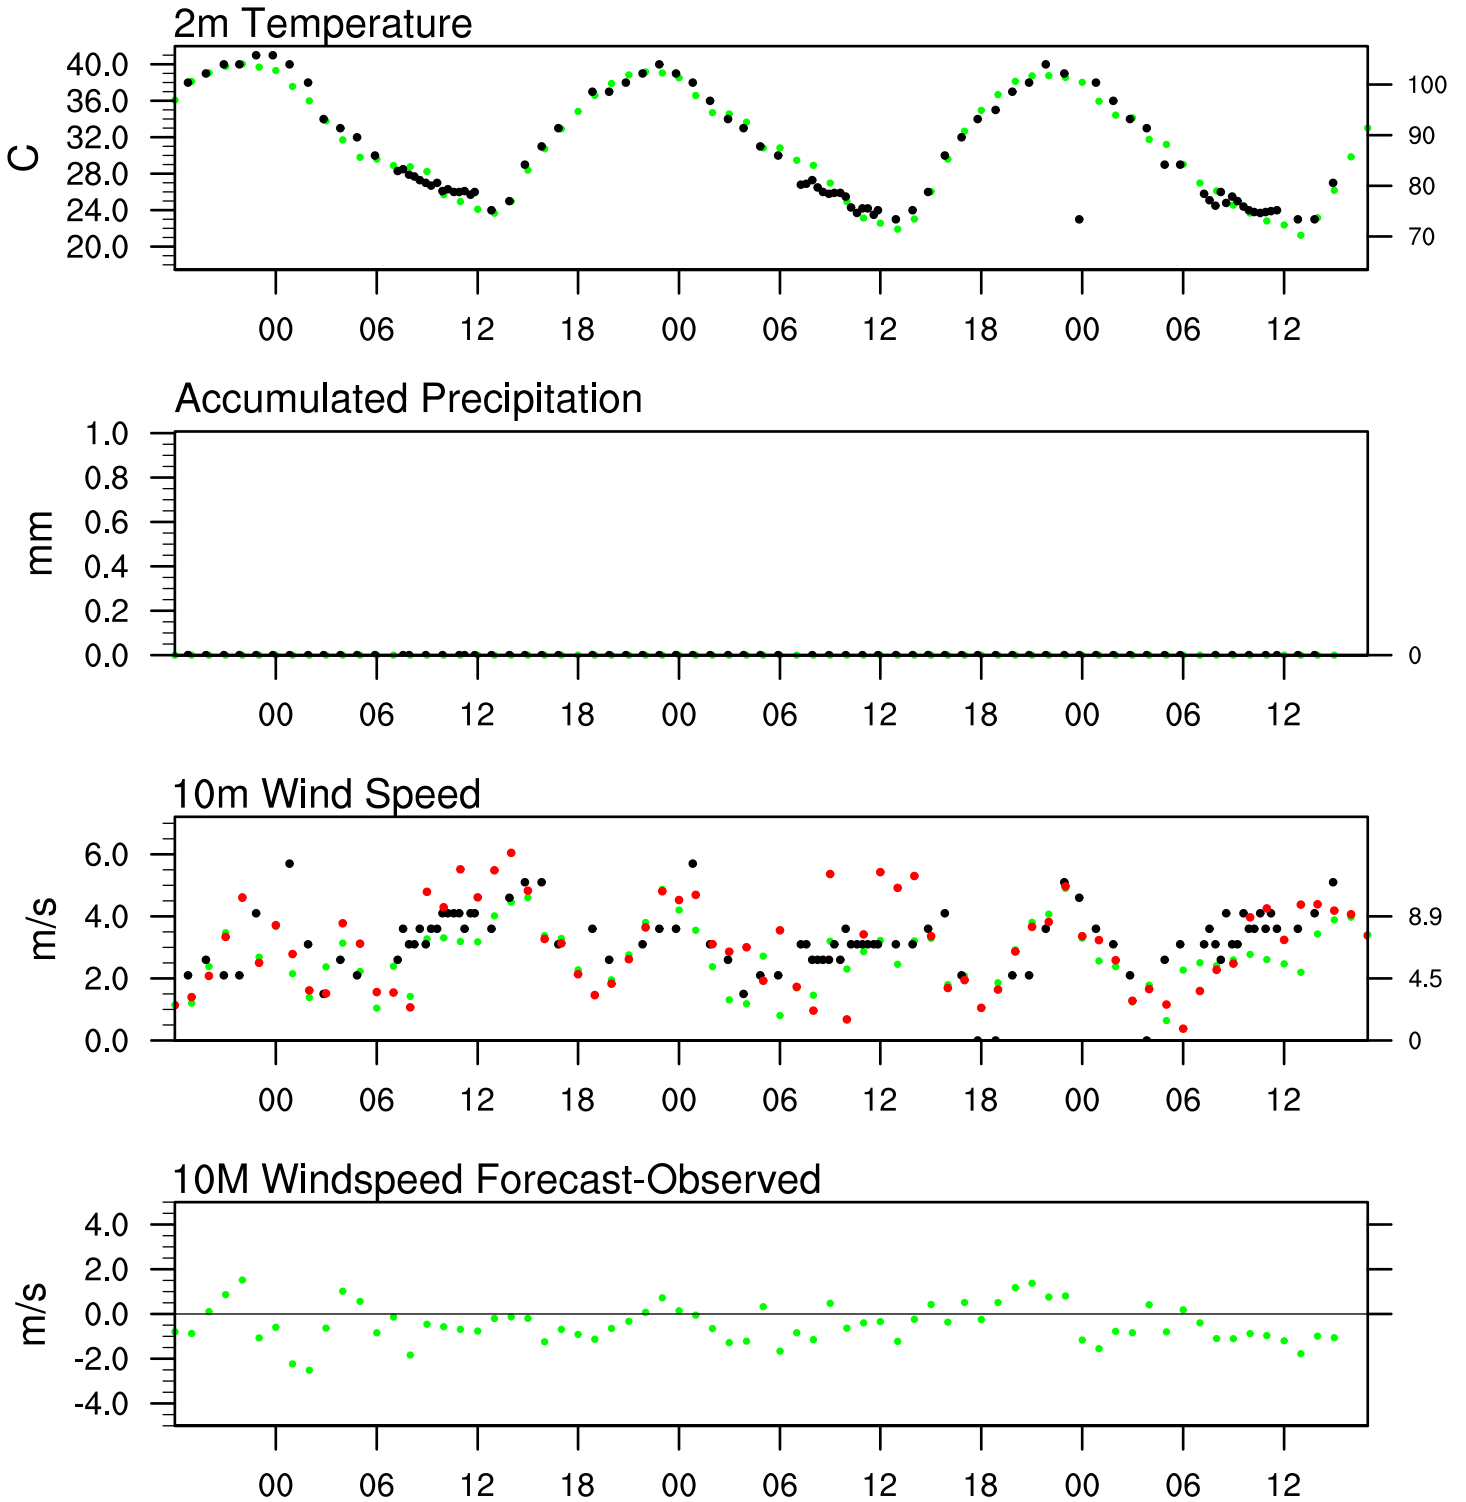 2m Temperature
40.0
36.0
32.0
28.0
24.0
20.0
C
100
90
80
70
00 06 12 18 00 06 12 18 00 06 12
Accumulated Precipitation
1.0
0.8
0.6
0.4
0.2
0.0
mm
0
00 06 12 18 00 06 12 18 00 06 12
10m Wind Speed
6.0
4.0
2.0
0.0
m/s
8.9
4.5
0
00 06 12 18 00 06 12 18 00 06 12
10M Windspeed Forecast-Observed
4.0
2.0
0.0
-2.0
-4.0
m/s
00 06 12 18 00 06 12 18 00 06 12